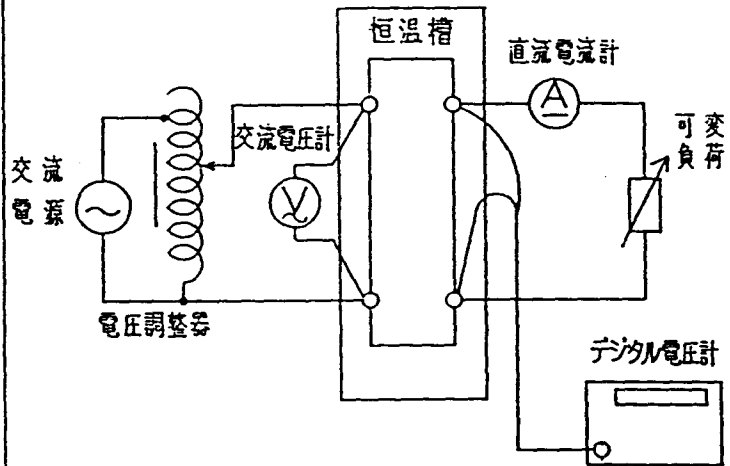 恒温槽
直流電流計
A
可変
負荷
交流電圧計
V
交流
電源
電圧調整器
デジタル電圧計